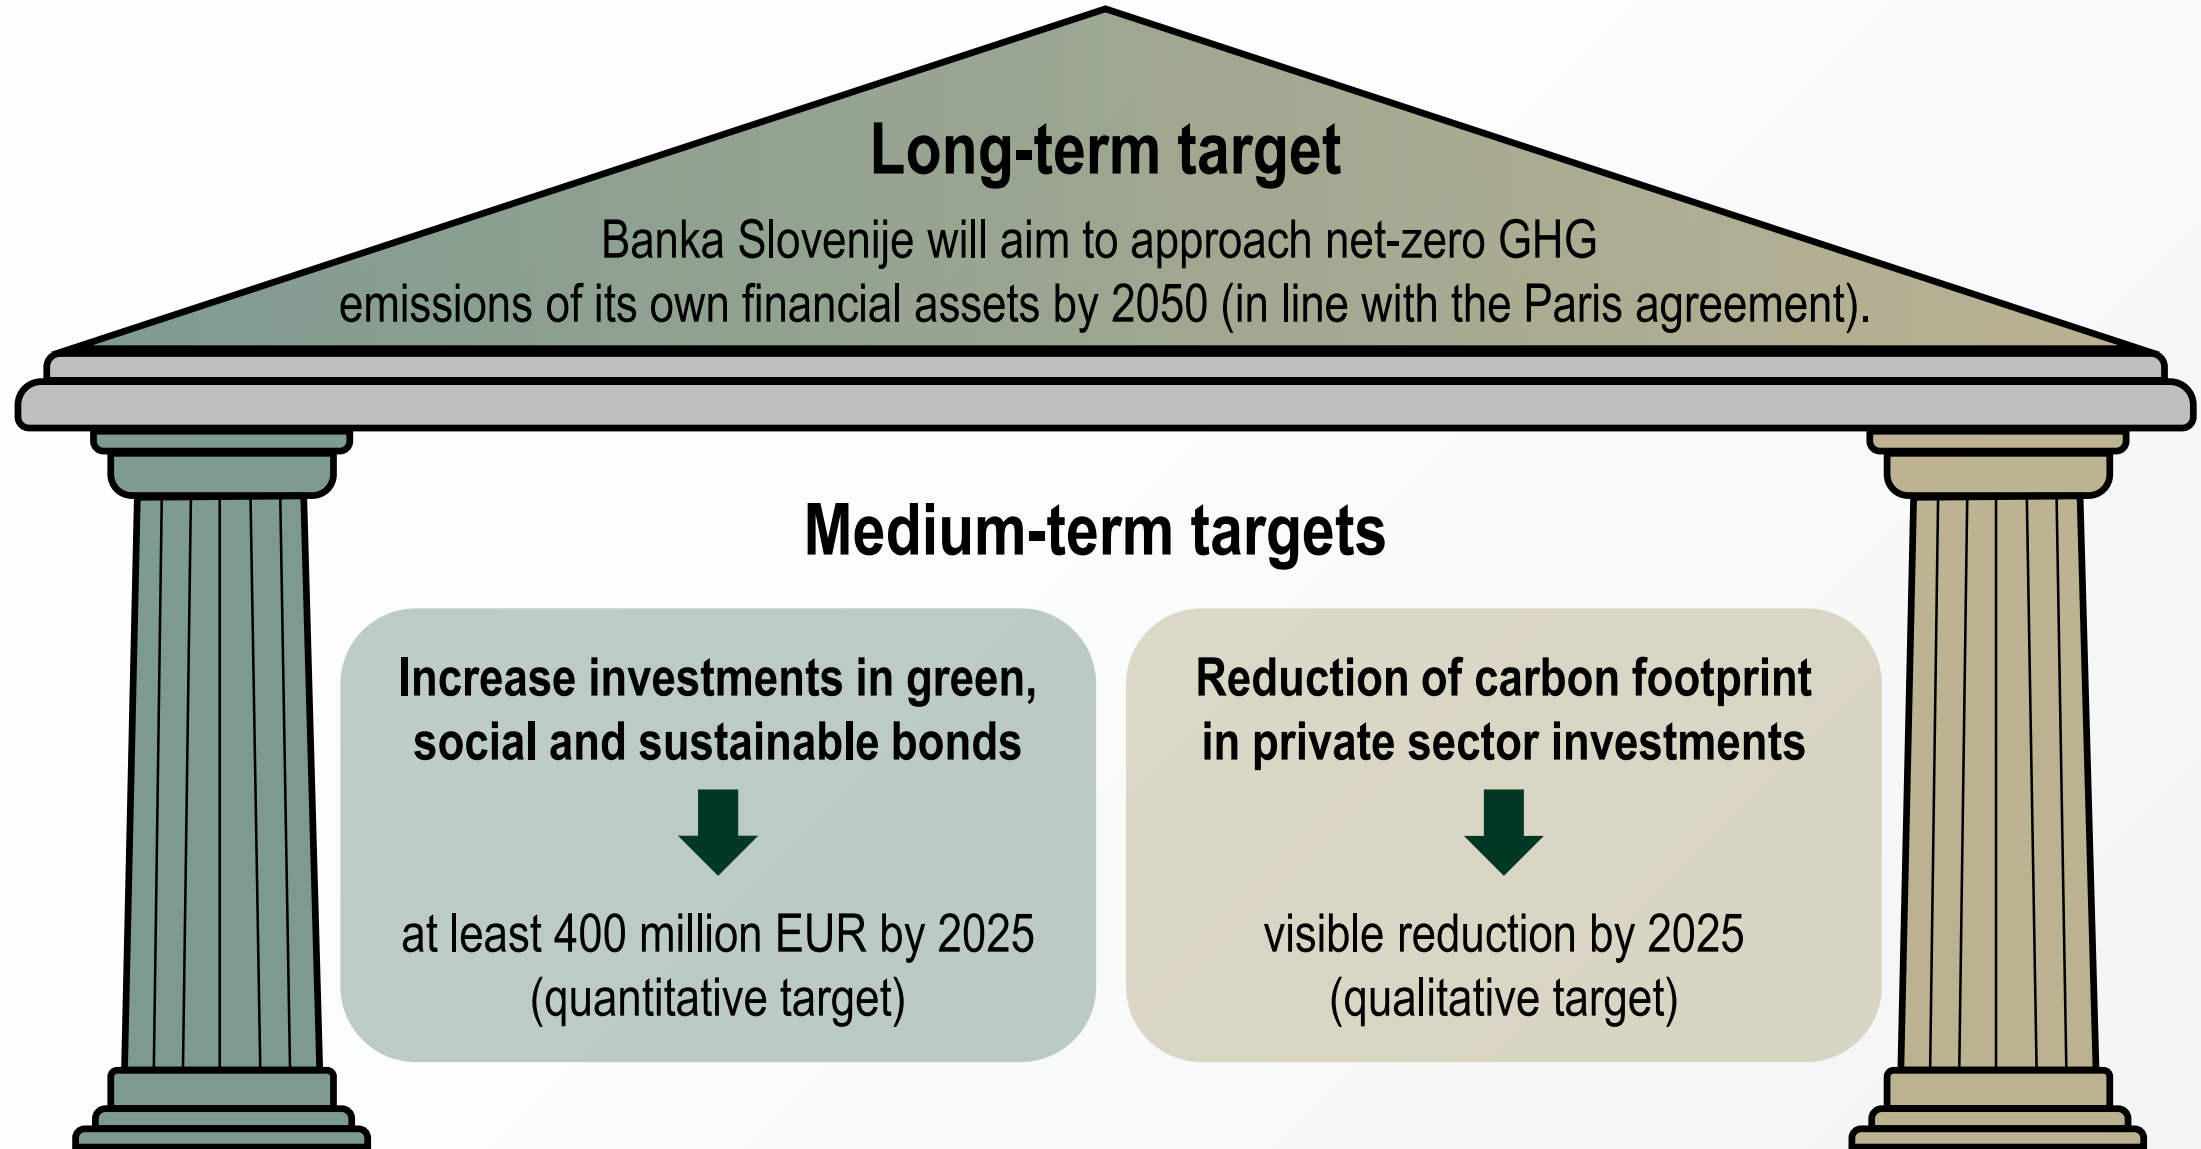 Long-term target
Banka Slovenije will aim to approach net-zero GHG
emissions of its own financial assets by 2050 (in line with the Paris agreement).
Medium-term targets
Increase investments in green,
social and sustainable bonds
at least 400 million EUR by 2025
(quantitative target)
Reduction of carbon footprint
in private sector investments
visible reduction by 2025
(qualitative target)